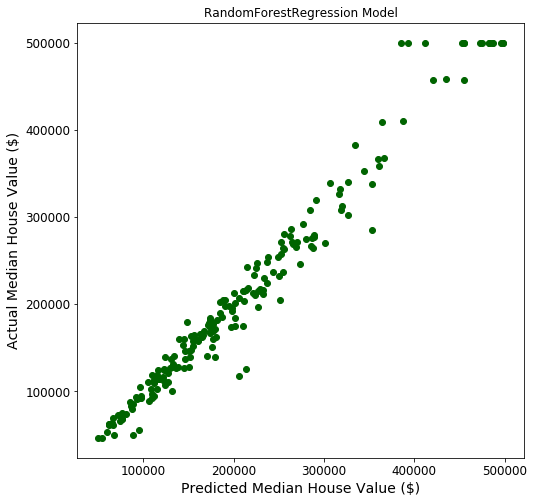 RandomForestRegression Model
500000
400000
300000
200000
100000
Actual Median House Value ($)
100000 200000 300000 400000 500000
Predicted Median House Value ($)